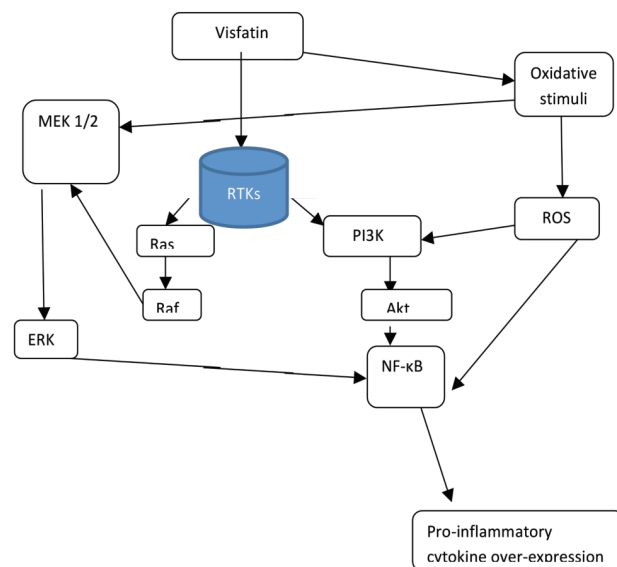 Visfatin
Oxidative
stimuli
MEK 1/2
RTKs
Ras
PI3K
ROS
Raf
Akt
ERK
NF-κB
Pro-inflammatory
cytokine over-expression